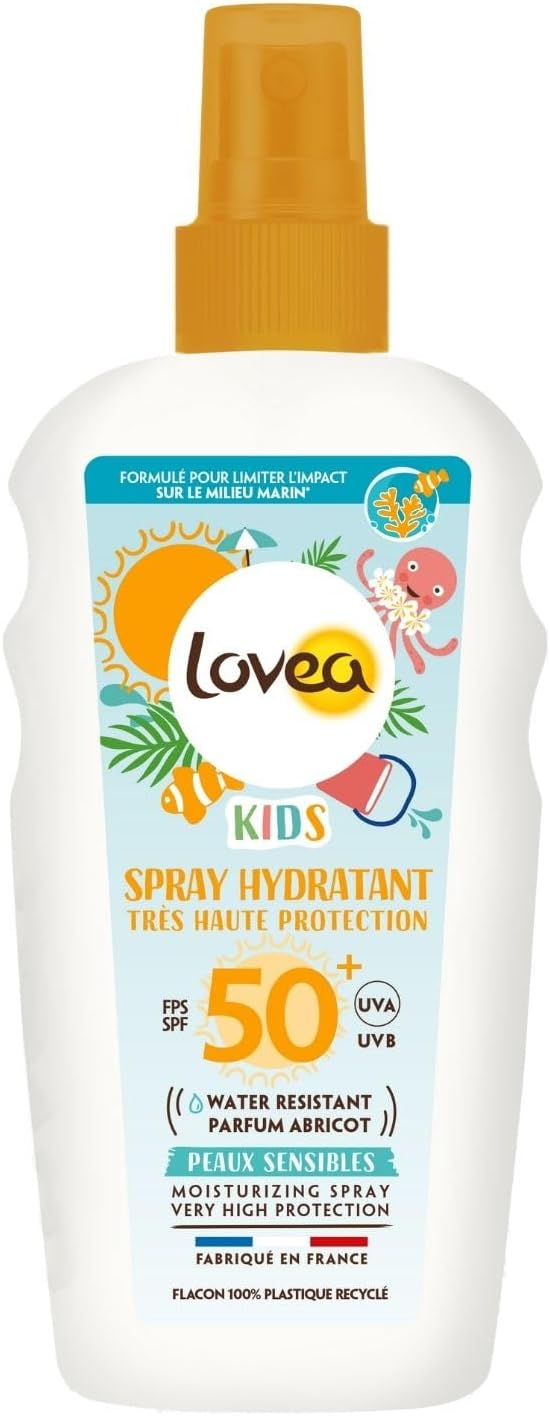 FORMULÉ POUR LIMITER L'IMPACT
SUR LE MILIEU MARIN*
Lovea
KIDS
SPRAY HYDRATANT
TRÈS HAUTE PROTECTION
FPS
SPF
50+
UVA
UVB
WATER RESISTANT
PARFUM ABRICOT
PEAUX SENSIBLES
MOISTURIZING SPRAY
VERY HIGH PROTECTION
FABRIQUÉ EN FRANCE
FLACON 100% PLASTIQUE RECYCLÉ